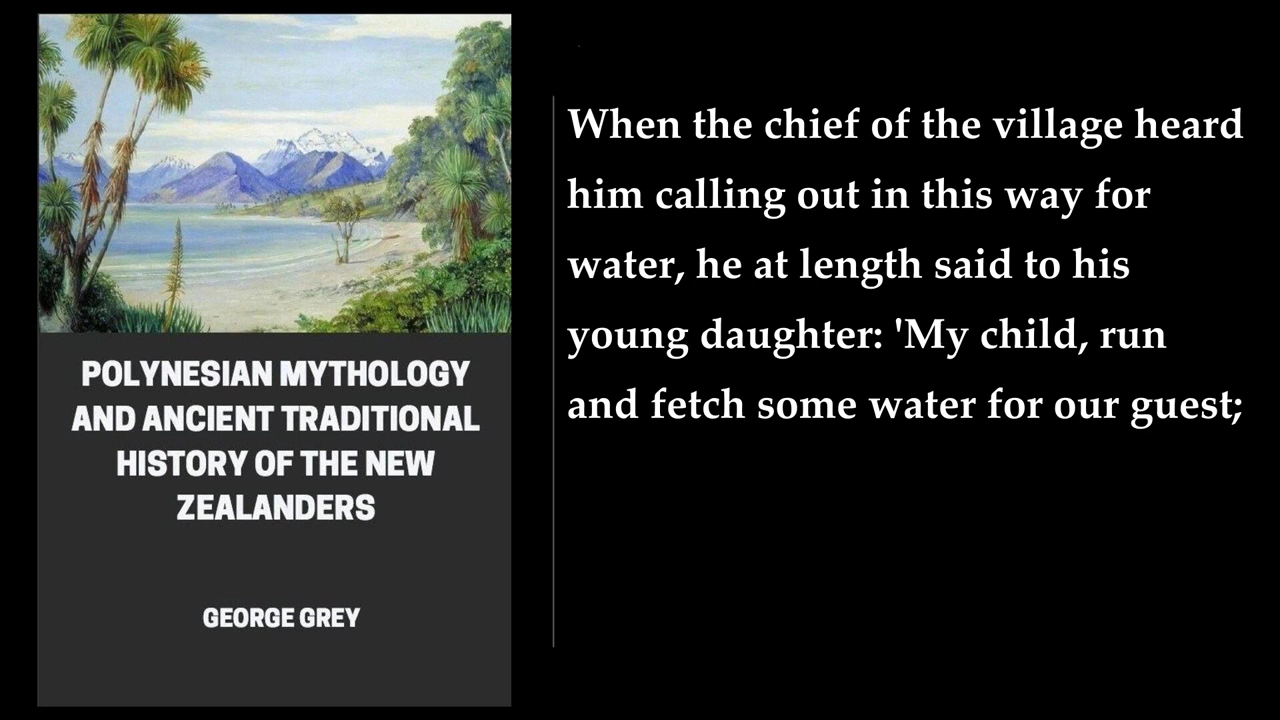 POLYNESIAN MYTHOLOGY
AND ANCIENT TRADITIONAL
HISTORY OF THE NEW
ZEALANDERS
GEORGE GREY
When the chief of the village heard
him calling out in this way for
water, he at length said to his
young daughter: 'My child, run
and fetch some water for our guest;